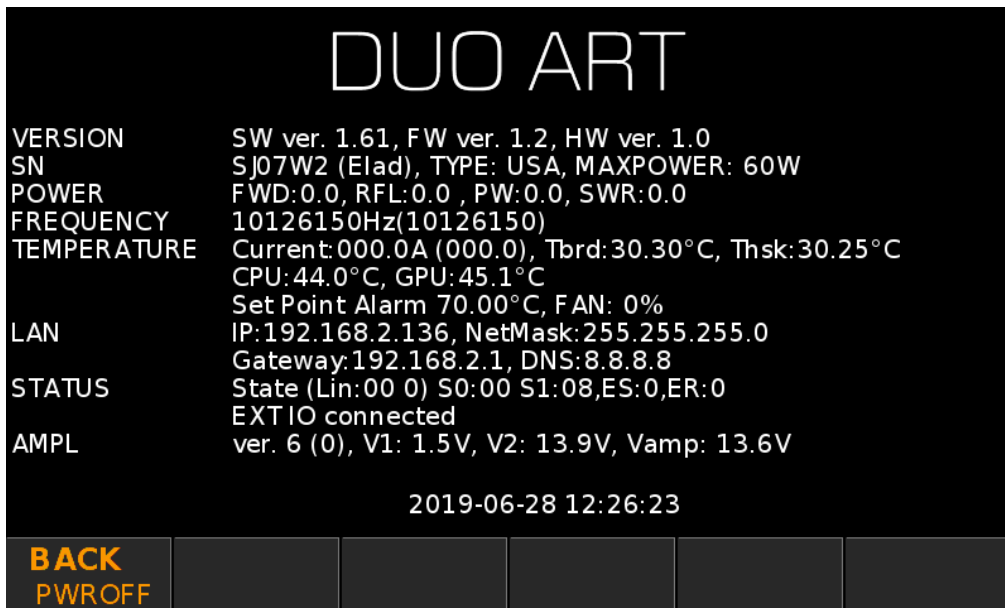 DUO ART
VERSION SW ver. 1.61, FW ver. 1.2, HW ver. 1.0
SN SJ07W2 (Elad), TYPE: USA, MAXPOWER: 60W
POWER FWD:0.0, RFL:0.0 , PW:0.0, SWR:0.0
FREQUENCY 10126150Hz(10126150)
TEMPERATURE Current:000.0A (000.0), Tbrd:30.30°C, Thsk:30.25°C
CPU:44.0°C, GPU:45.1°C
Set Point Alarm 70.00°C, FAN: 0%
LAN IP:192.168.2.136, NetMask:255.255.255.0
Gateway:192.168.2.1, DNS:8.8.8.8
STATUS State (Lin:00 0) S0:00 S1:08,ES:0,ER:0
EXT IO connected
AMPL ver. 6 (0), V1: 1.5V, V2: 13.9V, Vamp: 13.6V
2019-06-28 12:26:23
BACK
PWROFF